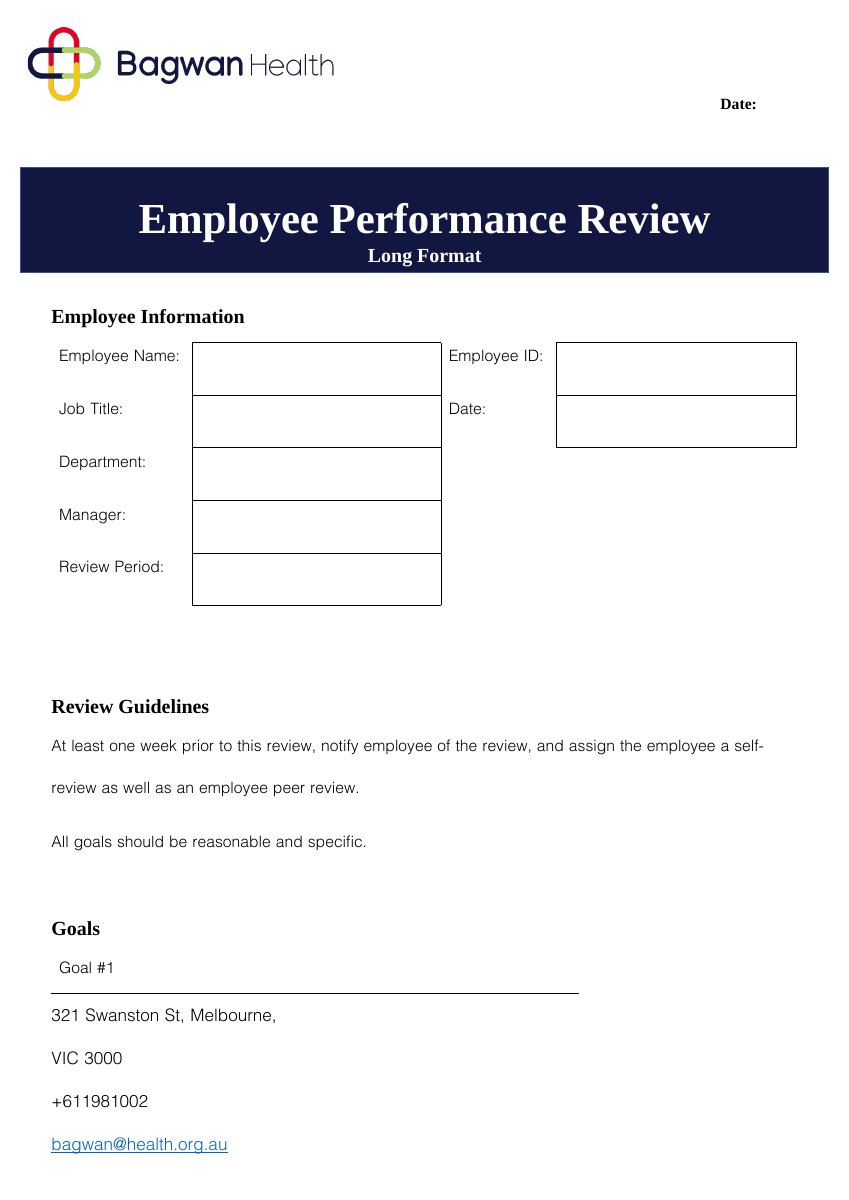 Bagwan Health
Date:
Employee Performance Review
Long Format
Employee Information
Employee Name:
Employee ID:
Job Title:
Date:
Department:
Manager:
Review Period:
Review Guidelines
At least one week prior to this review, notify employee of the review, and assign the employee a self-
review as well as an employee peer review.
All goals should be reasonable and specific.
Goals
Goal #1
321 Swanston St, Melbourne,
VIC 3000
+611981002
bagwan@health.org.au